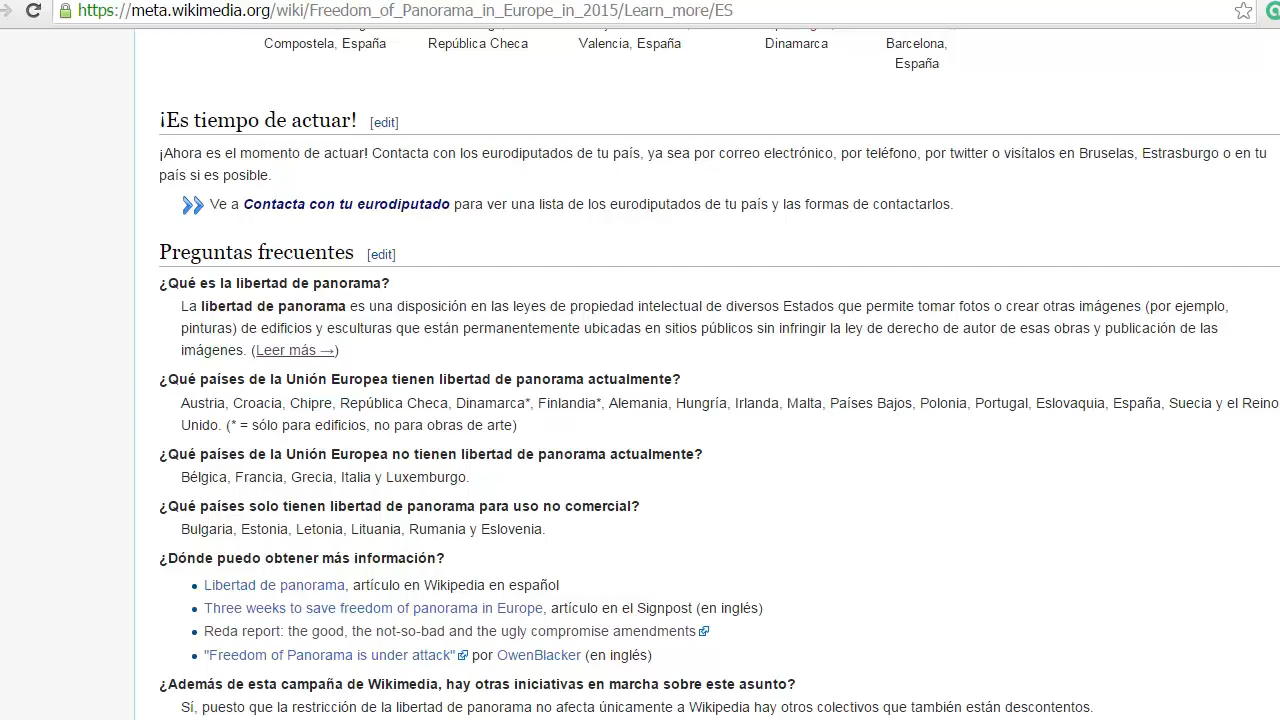 https://meta.wikimedia.org/wiki/Freedom_of_Panorama_in_Europe_in_2015/Learn_more/ES
Compostela, España República Checa Valencia, España Dinamarca Barcelona,
España
¡Es tiempo de actuar! [edit]
¡Ahora es el momento de actuar! Contacta con los eurodiputados de tu país, ya sea por correo electrónico, por teléfono, por twitter o visítalos en Bruselas, Estrasburgo o en tu
país si es posible.
Ve a Contacta con tu eurodiputado para ver una lista de los eurodiputados de tu país y las formas de contactarlos.
Preguntas frecuentes [edit]
¿Qué es la libertad de panorama?
La libertad de panorama es una disposición en las leyes de propiedad intelectual de diversos Estados que permite tomar fotos o crear otras imágenes (por ejemplo,
pinturas) de edificios y esculturas que están permanentemente ubicadas en sitios públicos sin infringir la ley de derecho de autor de esas obras y publicación de las
imágenes. (Leer más →)
¿Qué países de la Unión Europea tienen libertad de panorama actualmente?
Austria, Croacia, Chipre, República Checa, Dinamarca*, Finlandia*, Alemania, Hungría, Irlanda, Malta, Países Bajos, Polonia, Portugal, Eslovaquia, España, Suecia y el Reino
Unido. (* = sólo para edificios, no para obras de arte)
¿Qué países de la Unión Europea no tienen libertad de panorama actualmente?
Bélgica, Francia, Grecia, Italia y Luxemburgo.
¿Qué países solo tienen libertad de panorama para uso no comercial?
Bulgaria, Estonia, Letonia, Lituania, Rumania y Eslovenia.
¿Dónde puedo obtener más información?
• Libertad de panorama, artículo en Wikipedia en español
• Three weeks to save freedom of panorama in Europe, artículo en el Signpost (en inglés)
• Reda report: the good, the not-so-bad and the ugly compromise amendments
• "Freedom of Panorama is under attack" por OwenBlacker (en inglés)
¿Además de esta campaña de Wikimedia, hay otras iniciativas en marcha sobre este asunto?
Sí, puesto que la restricción de la libertad de panorama no afecta únicamente a Wikipedia hay otros colectivos que también están descontentos.